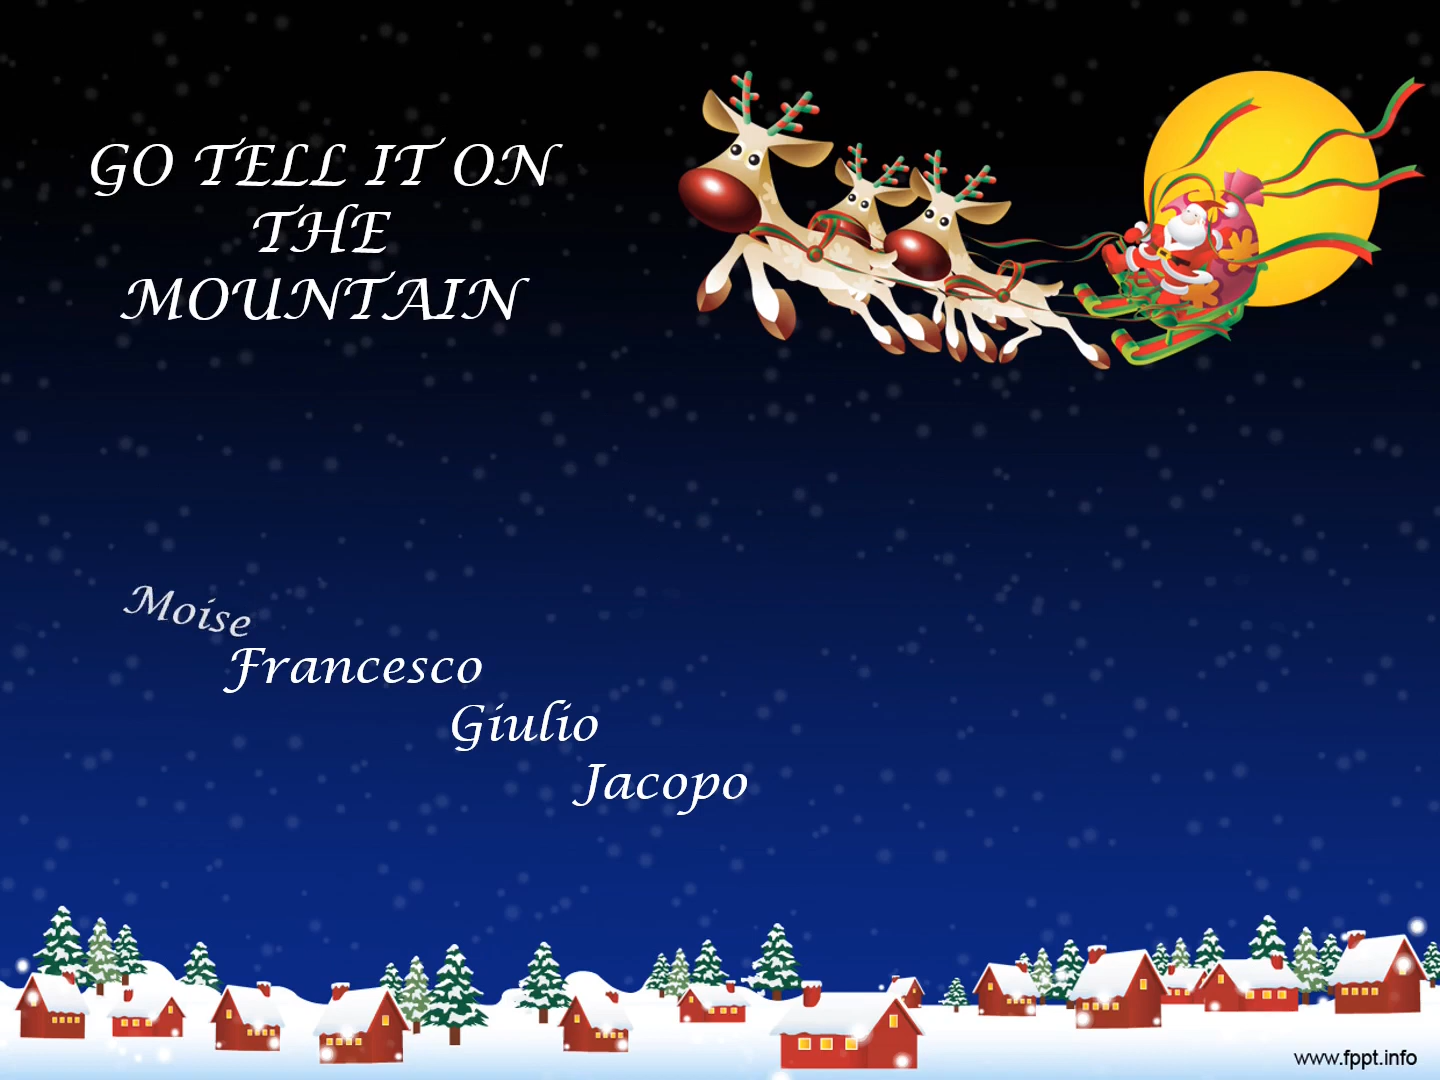 GO TELL IT ON
THE
MOUNTAIN
Moise
Francesco
Giulio
Jacopo
www.fppt.info